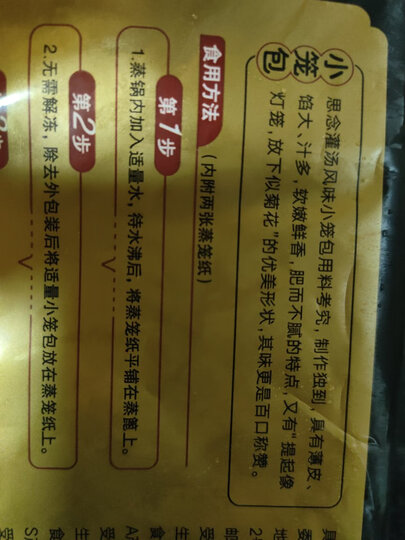 小笼包
思念灌汤风味小笼包用料考究，制作独到，具有薄皮、
馅大、汁多，软嫩鲜香，肥而不腻的特点，又有“提起像
灯笼，放下似菊花”的优美形状，其味更是百口称赞。
食用方法（内附两张蒸笼纸）
第1步
1.蒸锅内加入适量水，待水沸后，将蒸笼纸平铺在蒸篦上。
第2步
2.无需解冻，除去外包装后将适量小笼包放在蒸笼纸上。